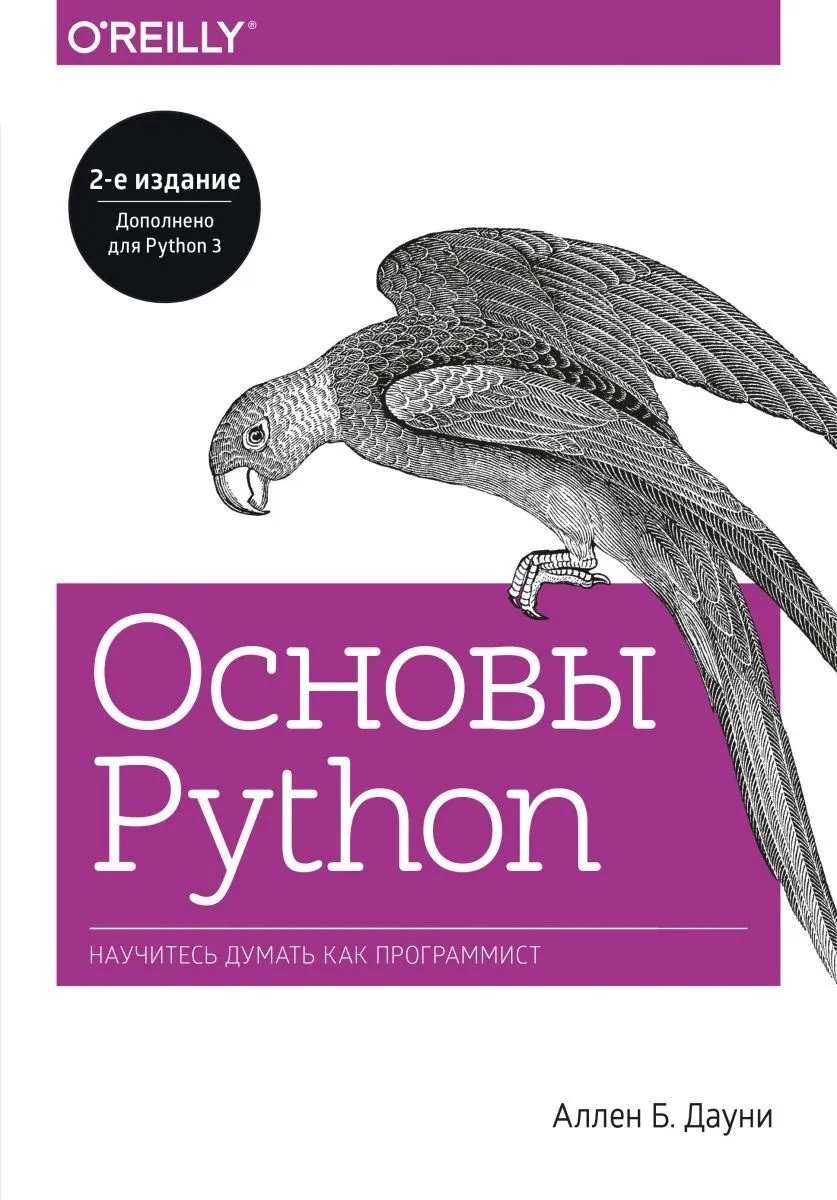 O'REILLY®
2-е издание
Дополнено
для Python 3
Основы
Python
НАУЧИТЕСЬ ДУМАТЬ КАК ПРОГРАММИСТ
Аллен Б. Дауни